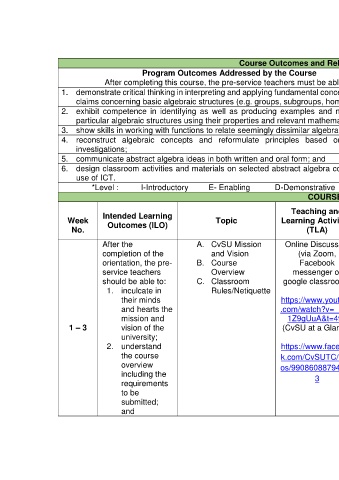 Course Outcomes and Rel
Program Outcomes Addressed by the Course
After completing this course, the pre-service teachers must be abl
1. demonstrate critical thinking in interpreting and applying fundamental conce
claims concerning basic algebraic structures (e.g. groups, subgroups, hom
2. exhibit competence in identifying as well as producing examples and n
particular algebraic structures using their properties and relevant mathema
3. show skills in working with functions to relate seemingly dissimilar algebra
4. reconstruct algebraic concepts and reformulate principles based o
investigations;
5. communicate abstract algebra ideas in both written and oral form; and
6. design classroom activities and materials on selected abstract algebra co
use of ICT.
*Level : I-Introductory E- Enabling D-Demonstrative
COURSE
Week No.
Intended Learning Outcomes (ILO)
Topic
Teaching and
Learning Activi
(TLA)
1 – 3
After the
completion of the
orientation, the pre-
service teachers
should be able to:
1. inculcate in
their minds
and hearts the
mission and
vision of the
university;
2. understand
the course
overview
including the
requirements
to be
submitted;
and
A. CvSU Mission
and Vision
B. Course
Overview
C. Classroom
Rules/Netiquette
Online Discuss
(via Zoom,
Facebook
messenger o
google classroo
https://www.yout
.com/watch?v=_
1Z9gUuA&t=4
(CvSU at a Glan
https://www.face
k.com/CvSUTC/
os/9908608879
3